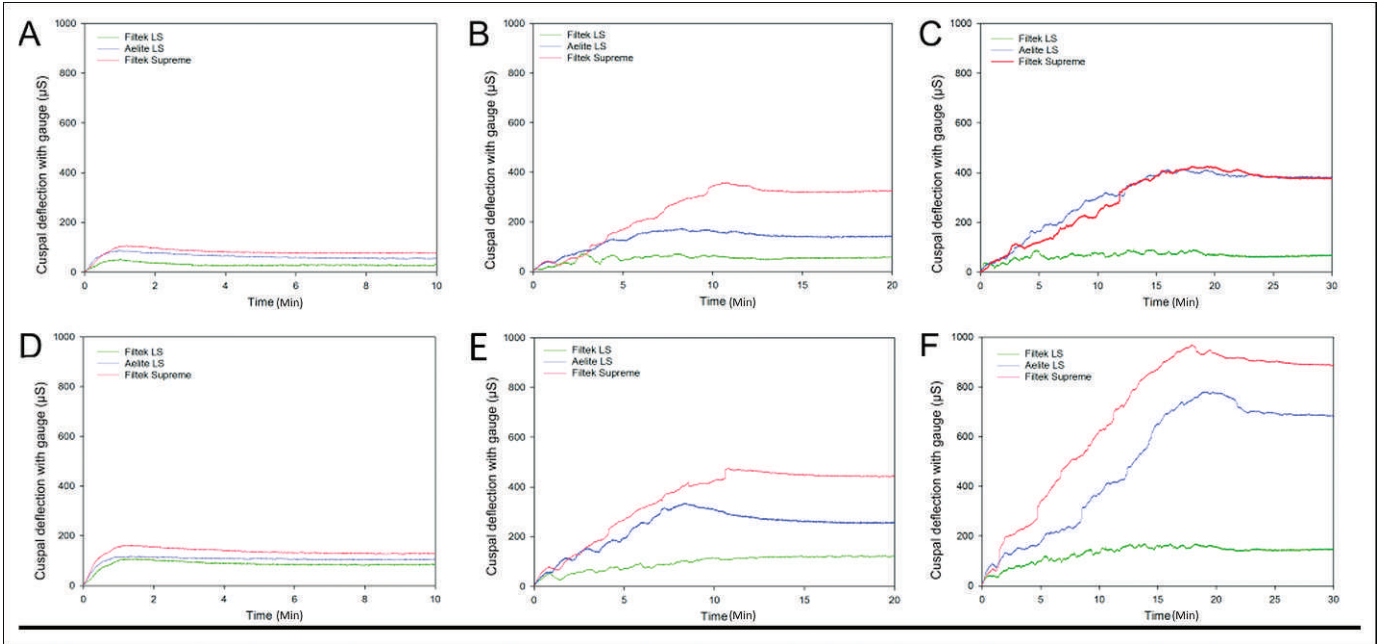 A
Cuspal deflection with gauge (µS)
1000
800
600
400
200
0
Filtek LS
Aelite LS
Filtek Supreme
0 2 4 6 8 10
Time (Min)
B
Cuspal deflection with gauge (µS)
1000
800
600
400
200
0
Filtek LS
Aelite LS
Filtek Supreme
0 5 10 15 20
Time (Min)
C
Cuspal deflection with gauge (µS)
1000
800
600
400
200
0
Filtek LS
Aelite LS
Filtek Supreme
0 5 10 15 20 25 30
Time (Min)
D
Cuspal deflection with gauge (µS)
1000
800
600
400
200
0
Filtek LS
Aelite LS
Filtek Supreme
0 2 4 6 8 10
Time (Min)
E
Cuspal deflection with gauge (µS)
1000
800
600
400
200
0
Filtek LS
Aelite LS
Filtek Supreme
0 5 10 15 20
Time (Min)
F
Cuspal deflection with gauge (µS)
1000
800
600
400
200
0
Filtek LS
Aelite LS
Filtek Supreme
0 5 10 15 20 25 30
Time (Min)